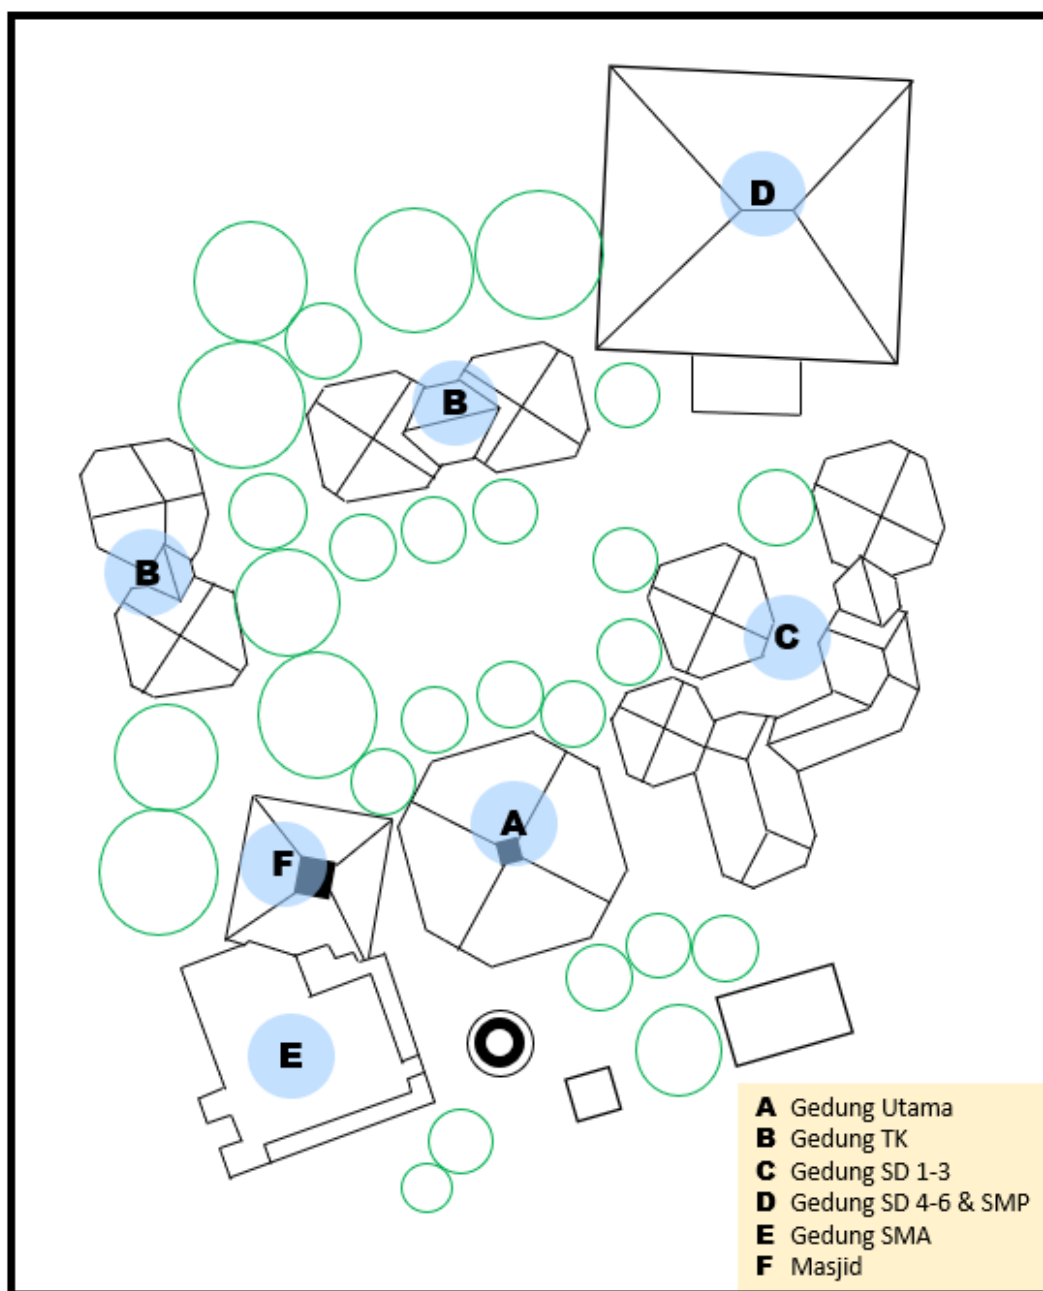 D
B
B
C
A
F
E
A Gedung Utama
B Gedung TK
C Gedung SD 1-3
D Gedung SD 4-6 & SMP
E Gedung SMA
F Masjid